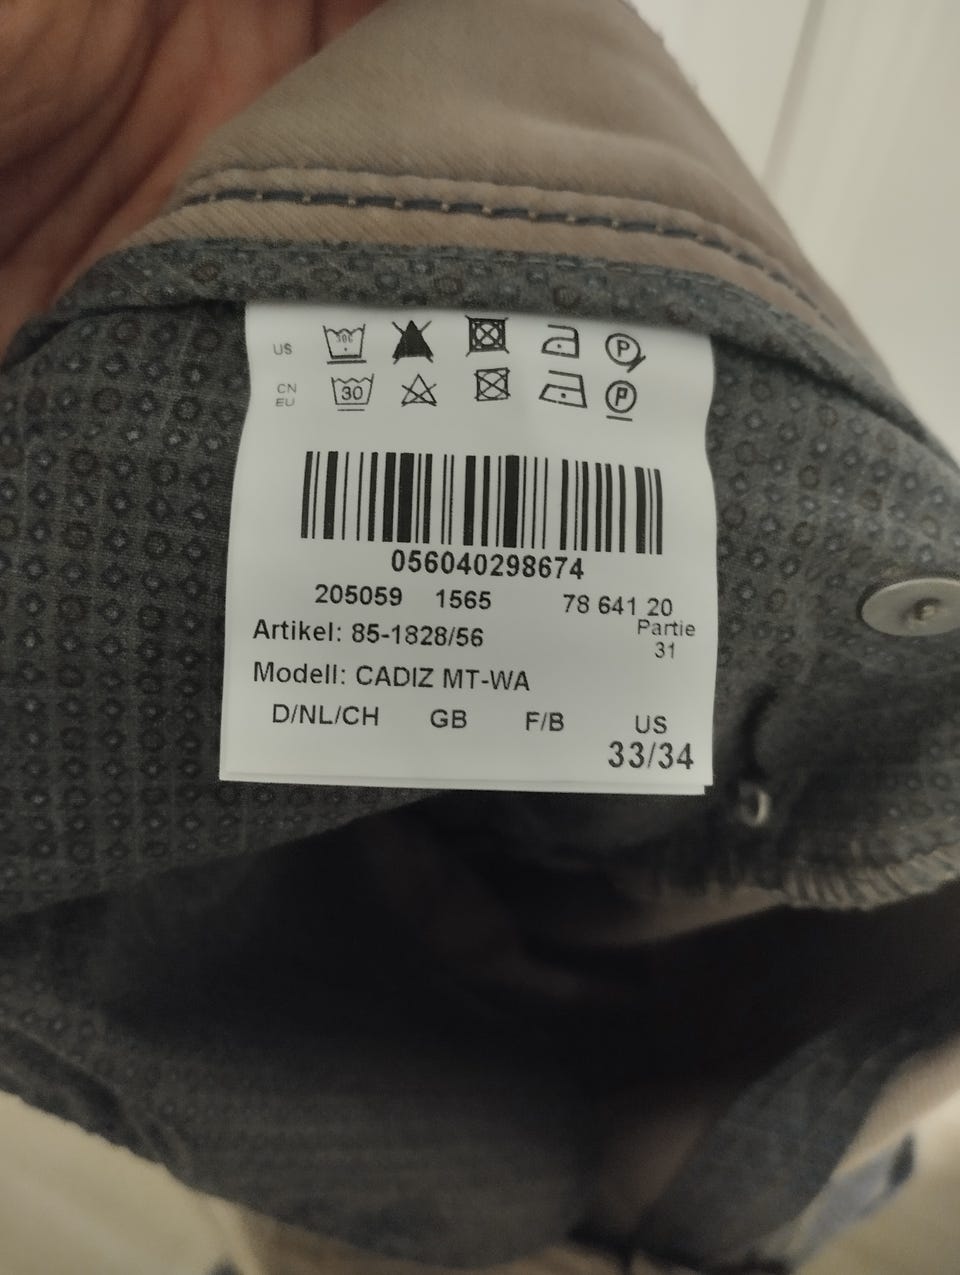 US P
CN
EU 30 P
056040298674
205059 1565 78 641 20
Artikel: 85-1828/56 Partie
31
Modell: CADIZ MT-WA
D/NL/CH GB F/B US
33/34